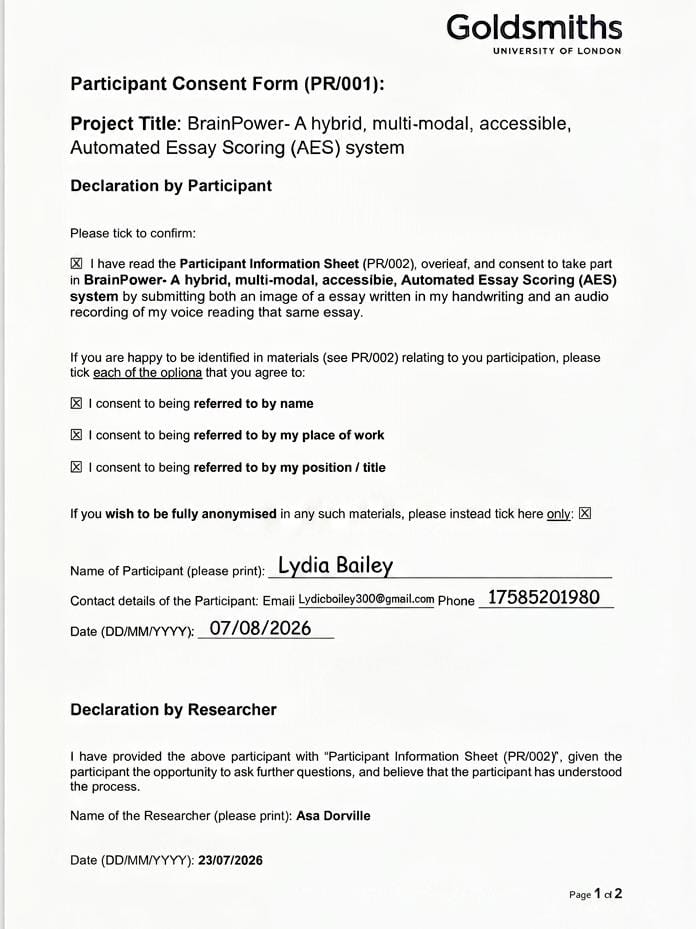 Goldsmiths
UNIVERSITY OF LONDON
Participant Consent Form (PR/001):
Project Title: BrainPower- A hybrid, multi-modal, accessible,
Automated Essay Scoring (AES) system
Declaration by Participant
Please tick to confirm:
☒ I have read the Participant Information Sheet (PR/002), overieaf, and consent to take part
in BrainPower- A hybrid, multi-modal, accessibie, Automated Essay Scoring (AES)
system by submitting both an image of a essay written in my handwriting and an audio
recording of my voice reading that same essay.
If you are happy to be identified in materials (see PR/002) relating to you participation, please
tick each of the optiona that you agree to:
☒ I consent to being referred to by name
☒ I consent to being referred to by my place of work
☒ I consent to being referred to by my position / title
If you wish to be fully anonymised in any such materials, please instead tick here only: ☒
Name of Participant (please print): Lydia Bailey
Contact details of the Participant: Emaii Lydicboiley300@gmail.com Phone 17585201980
Date (DD/MM/YYYY): 07/08/2026
Declaration by Researcher
I have provided the above participant with “Participant Information Sheet (PR/002)”, given the
participant the opportunity to ask further questions, and believe that the participant has understood
the process.
Name of the Researcher (please print): Asa Dorville
Date (DD/MM/YYYY): 23/07/2026
Page 1 of 2